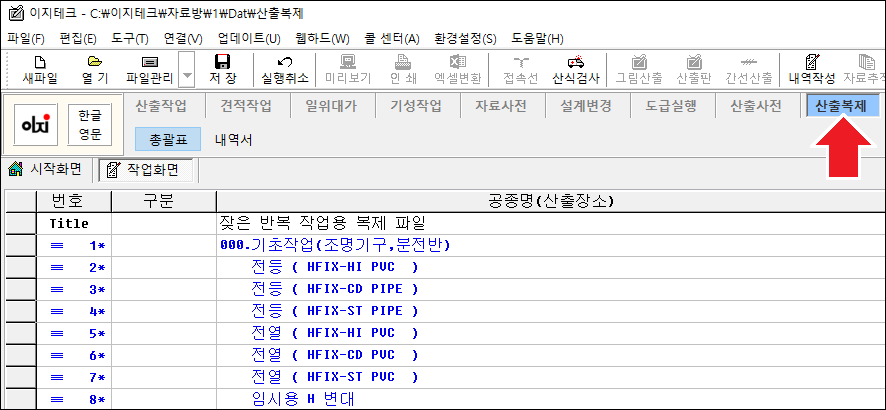 이지테크 - C:₩이지테크₩자료방₩1₩Dat₩산출복제
파일(F) 편집(E) 도구(T) 연결(V) 업데이트(U) 웹하드(W) 콜 센터(A) 환경설정(S) 도움말(H)
새파일 열 기 파일관리 저 장 실행취소 미리보기 인 쇄 엑셀변환 접속선 산식검사 그림산출 산출판 간선산출 내역작성 자료추
산출작업 견적작업 일위대가 기성작업 자료사전 설계변경 도급실행 산출사전 산출복제
이지 한글
영문
총괄표 내역서
시작화면 작업화면
번호 구분 공종명(산출장소)
Title 잦은 반복 작업용 복제 파일
1* 000.기초작업(조명기구,분전반)
2* 전등 ( HFIX-HI PVC )
3* 전등 ( HFIX-CD PIPE )
4* 전등 ( HFIX-ST PIPE )
5* 전열 ( HFIX-HI PVC )
6* 전열 ( HFIX-CD PVC )
7* 전열 ( HFIX-ST PVC )
8* 임시용 H 변대